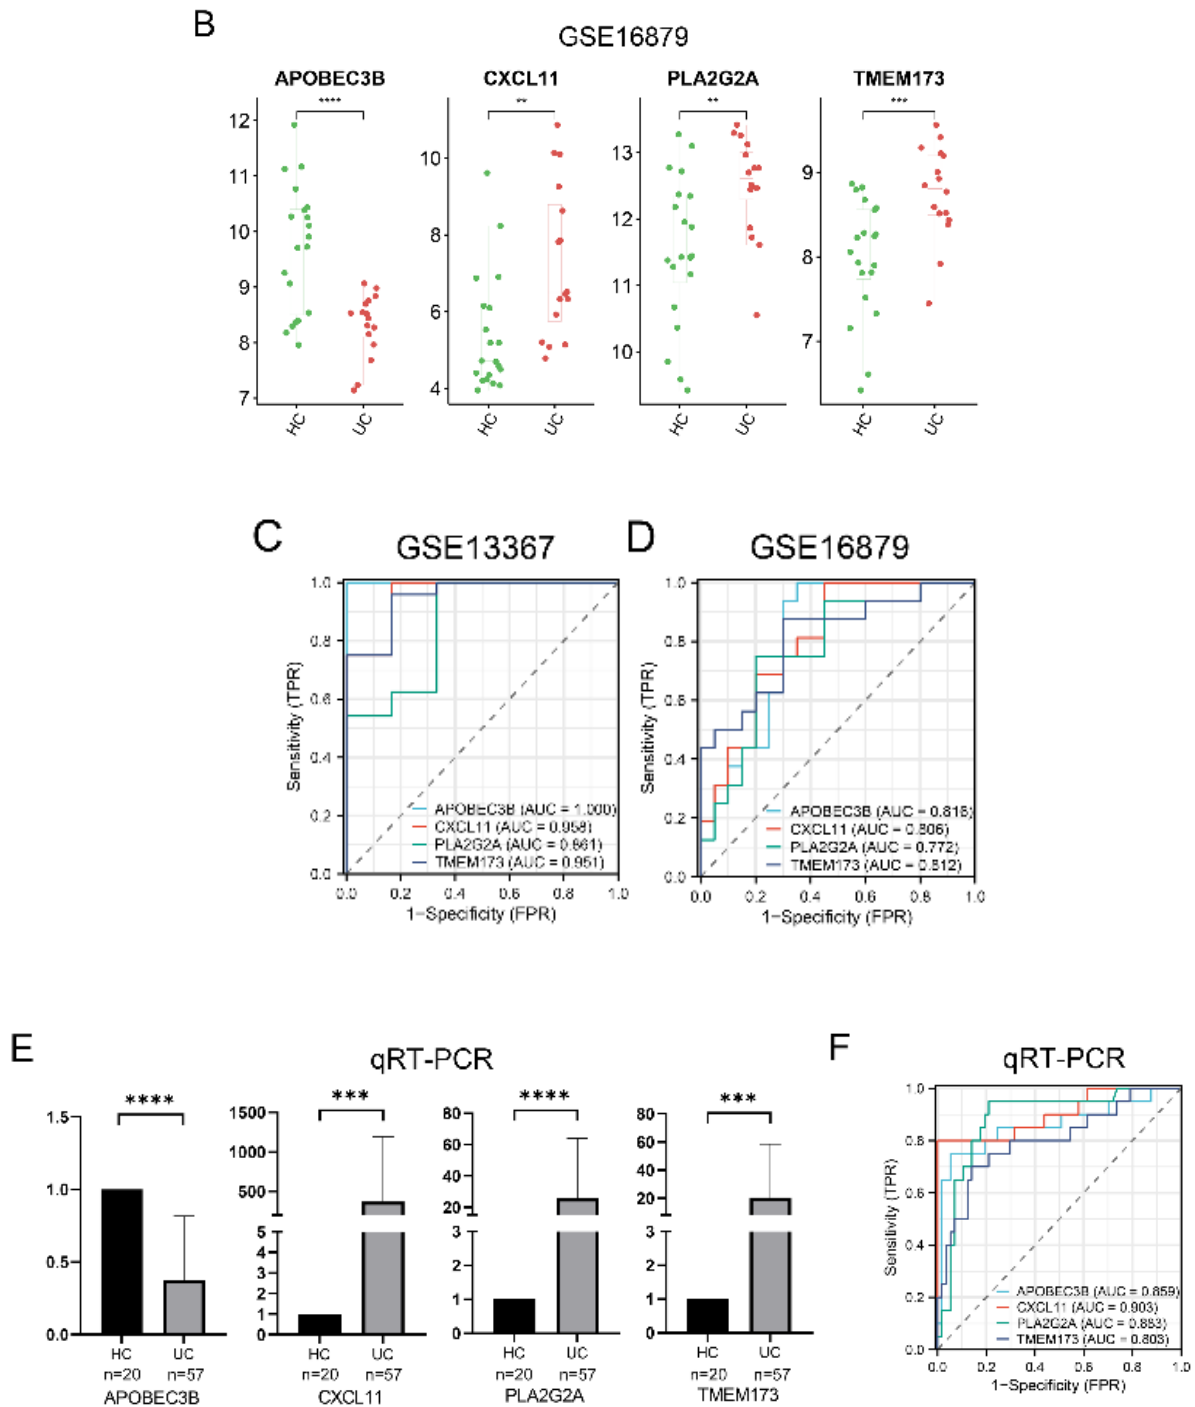 B
GSE16879
APOBEC3B CXCL11 PLA2G2A TMEM173
**** ** ** ***
12
11
10
9
8
7
10
8
6
4
13
12
11
10
9
8
7
HC UC HC UC HC UC HC UC
C
GSE13367
Sensitivity (TPR)
1.0
0.8
0.6
0.4
0.2
0.0
APOBEC3B (AUC = 1.000)
CXCL11 (AUC = 0.958)
PLA2G2A (AUC = 0.861)
TMEM173 (AUC = 0.951)
0.0 0.2 0.4 0.6 0.8 1.0
1−Specificity (FPR)
D
GSE16879
Sensitivity (TPR)
1.0
0.8
0.6
0.4
0.2
0.0
APOBEC3B (AUC = 0.816)
CXCL11 (AUC = 0.806)
PLA2G2A (AUC = 0.772)
TMEM173 (AUC = 0.812)
0.0 0.2 0.4 0.6 0.8 1.0
1−Specificity (FPR)
E
qRT-PCR
**** *** **** ***
1.5
1.0
0.5
0.0
HC UC
n=20 n=57
APOBEC3B
1500
1000
500
5
4
3
2
1
0
HC UC
n=20 n=57
CXCL11
80
60
40
20
3
2
1
0
HC UC
n=20 n=57
PLA2G2A
80
60
40
20
3
2
1
0
HC UC
n=20 n=57
TMEM173
F
qRT-PCR
Sensitivity (TPR)
1.0
0.8
0.6
0.4
0.2
0.0
APOBEC3B (AUC = 0.859)
CXCL11 (AUC = 0.903)
PLA2G2A (AUC = 0.883)
TMEM173 (AUC = 0.803)
0.0 0.2 0.4 0.6 0.8 1.0
1−Specificity (FPR)